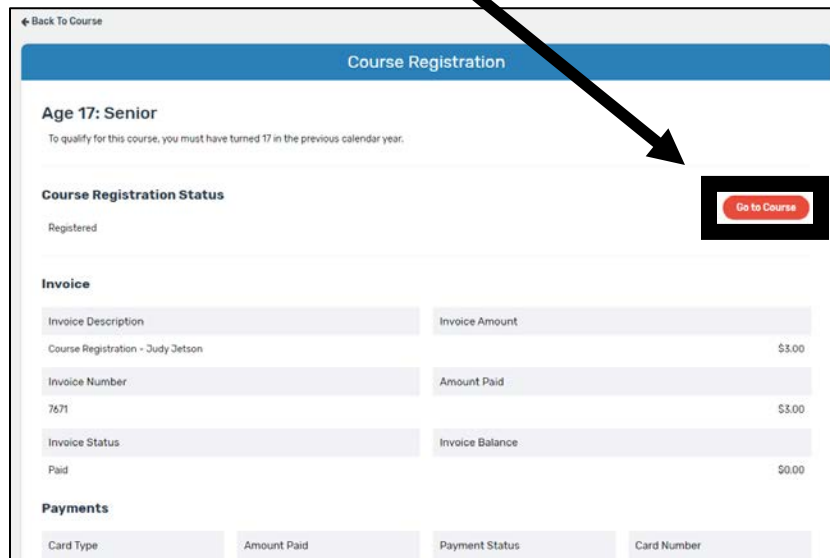 ← Back To Course
Course Registration
Age 17: Senior
To qualify for this course, you must have turned 17 in the previous calendar year.
Course Registration Status
Go to Course
Registered
Invoice
Invoice Description Invoice Amount
Course Registration - Judy Jetson $3.00
Invoice Number Amount Paid
7671 $3.00
Invoice Status Invoice Balance
Paid $0.00
Payments
Card Type Amount Paid Payment Status Card Number